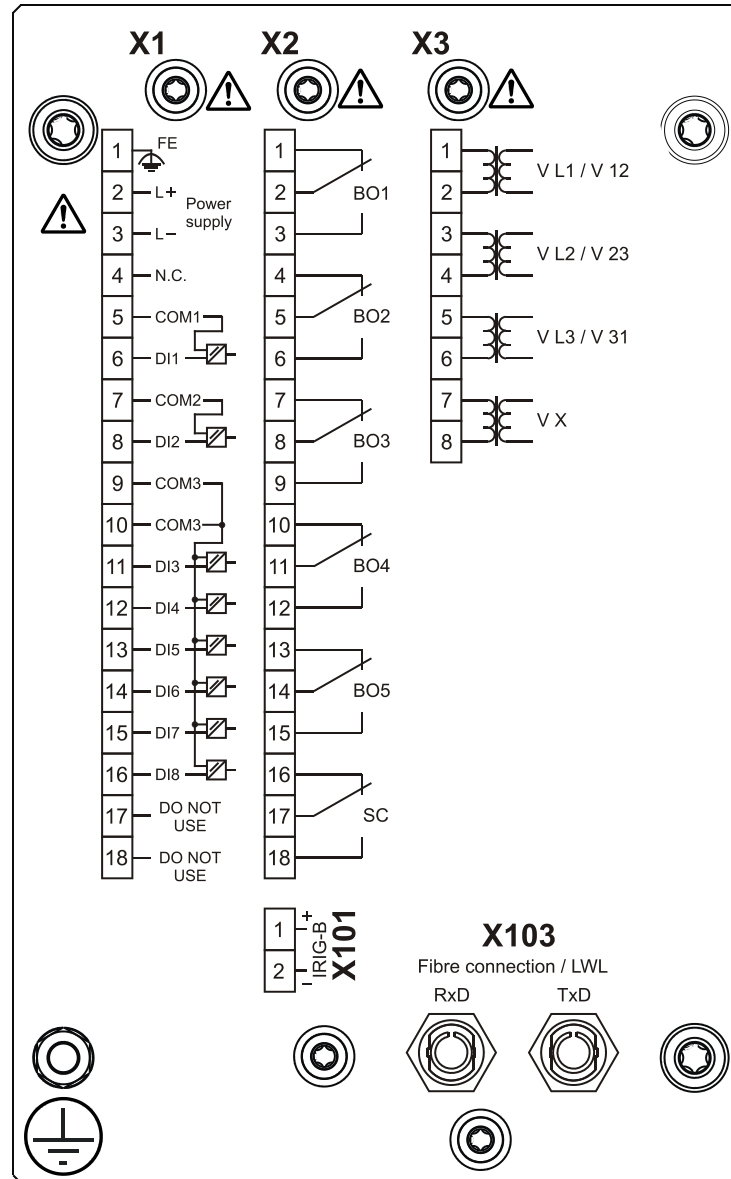 X1 X2 X3
1 FE
2 L+
Power
supply
3 L–
4 N.C.
5 COM1
6 DI1
7 COM2
8 DI2
9 COM3
10 COM3
11 DI3
12 DI4
13 DI5
14 DI6
15 DI7
16 DI8
17 DO NOT
USE
18 DO NOT
USE
1
2 BO1
3
4
5 BO2
6
7
8 BO3
9
10
11 BO4
12
13
14 BO5
15
16
17 SC
18
1
2
V L1 / V 12
3
4
V L2 / V 23
5
6
V L3 / V 31
7
8
V X
1 +
2 –
IRIG-B
X101
X103
Fibre connection / LWL
RxD TxD